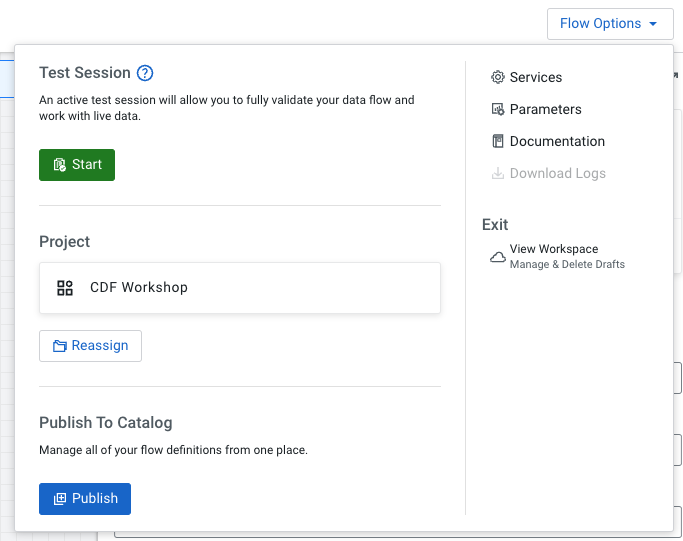 Flow Options
Test Session
An active test session will allow you to fully validate your data flow and
work with live data.
Start
Project
CDF Workshop
Reassign
Publish To Catalog
Manage all of your flow definitions from one place.
Publish
Services
Parameters
Documentation
Download Logs
Exit
View Workspace
Manage & Delete Drafts